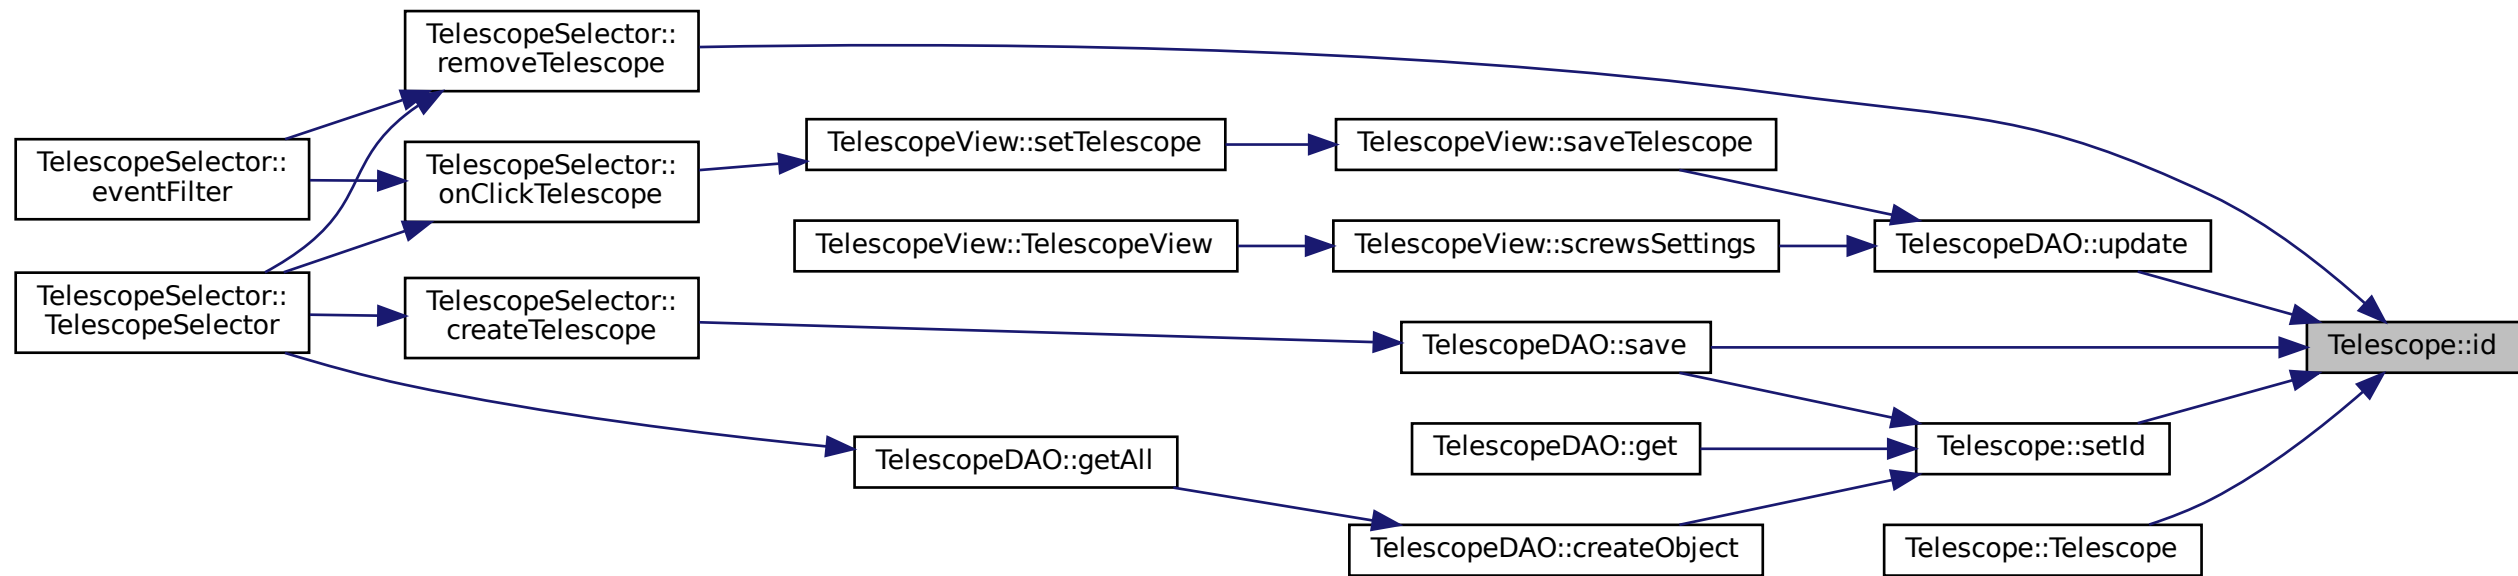 TelescopeSelector::
removeTelescope
TelescopeSelector::
eventFilter
TelescopeSelector::
onClickTelescope
TelescopeView::setTelescope
TelescopeView::saveTelescope
TelescopeView::TelescopeView
TelescopeView::screwsSettings
TelescopeDAO::update
TelescopeSelector::
TelescopeSelector
TelescopeSelector::
createTelescope
TelescopeDAO::save
Telescope::id
TelescopeDAO::getAll
TelescopeDAO::get
Telescope::setId
TelescopeDAO::createObject
Telescope::Telescope